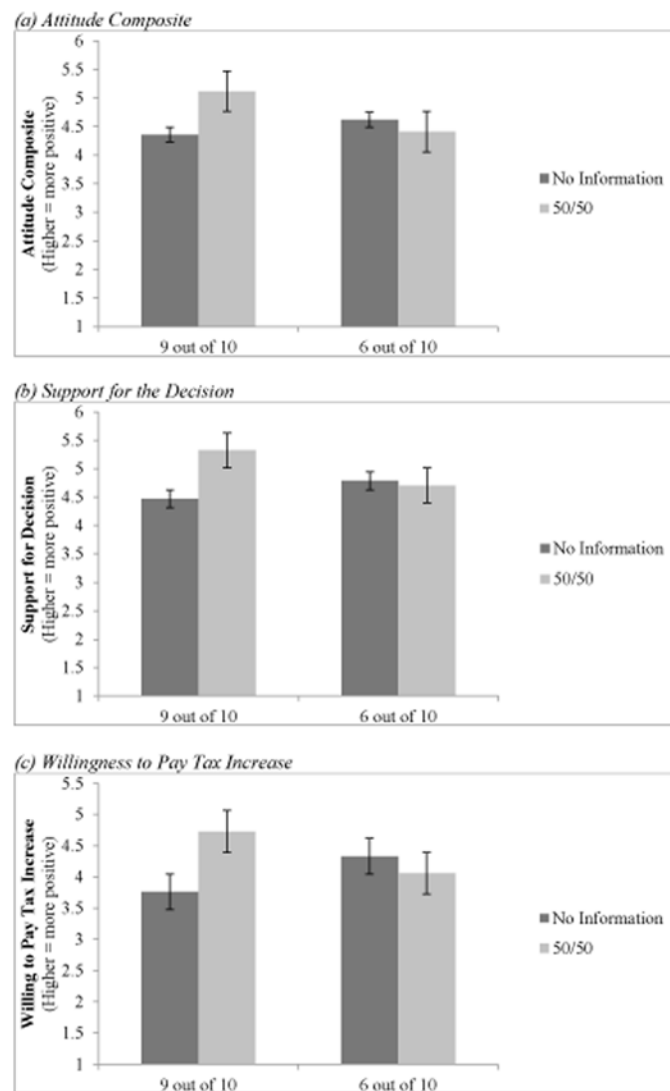 (a) Attitude Composite
6
5.5
5
4.5
4
3.5
3
2.5
2
1.5
1
Attitude Composite
(Higher = more positive)
9 out of 10
6 out of 10
No Information
50/50
(b) Support for the Decision
6
5.5
5
4.5
4
3.5
3
2.5
2
1.5
1
Support for Decision
(Higher = more positive)
9 out of 10
6 out of 10
No Information
50/50
(c) Willingness to Pay Tax Increase
5.5
5
4.5
4
3.5
3
2.5
2
1.5
1
Willing to Pay Tax Increase
(Higher = more positive)
9 out of 10
6 out of 10
No Information
50/50